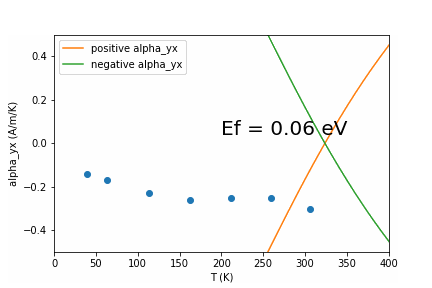 positive alpha_yx
negative alpha_yx
Ef = 0.06 eV
alpha_yx (A/m/K)
0.4
0.2
0.0
−0.2
−0.4
0
50
100
150
200
250
300
350
400
T (K)